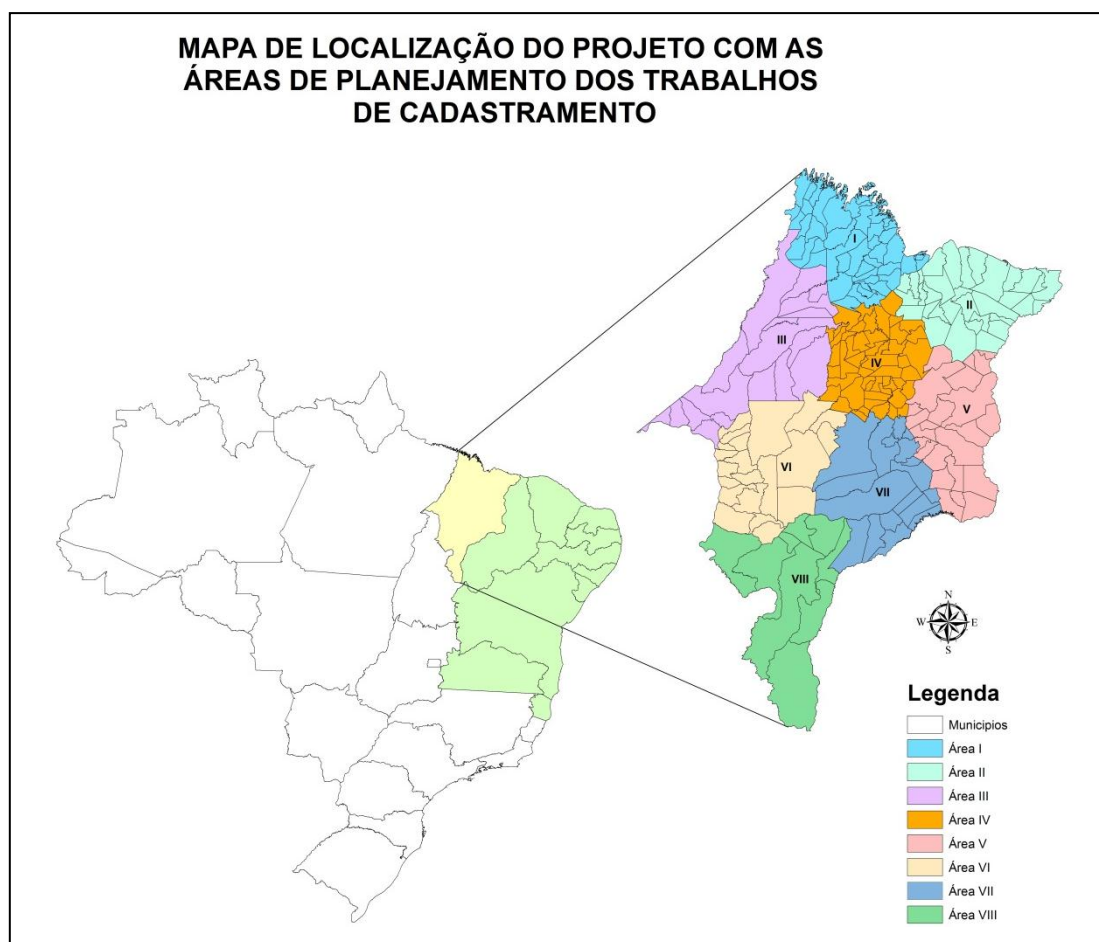 MAPA DE LOCALIZAÇÃO DO PROJETO COM AS
ÁREAS DE PLANEJAMENTO DOS TRABALHOS
DE CADASTRAMENTO
I
II
III
IV
V
VI
VII
VIII
N
W E
S
Legenda
Municipios
Área I
Área II
Área III
Área IV
Área V
Área VI
Área VII
Área VIII